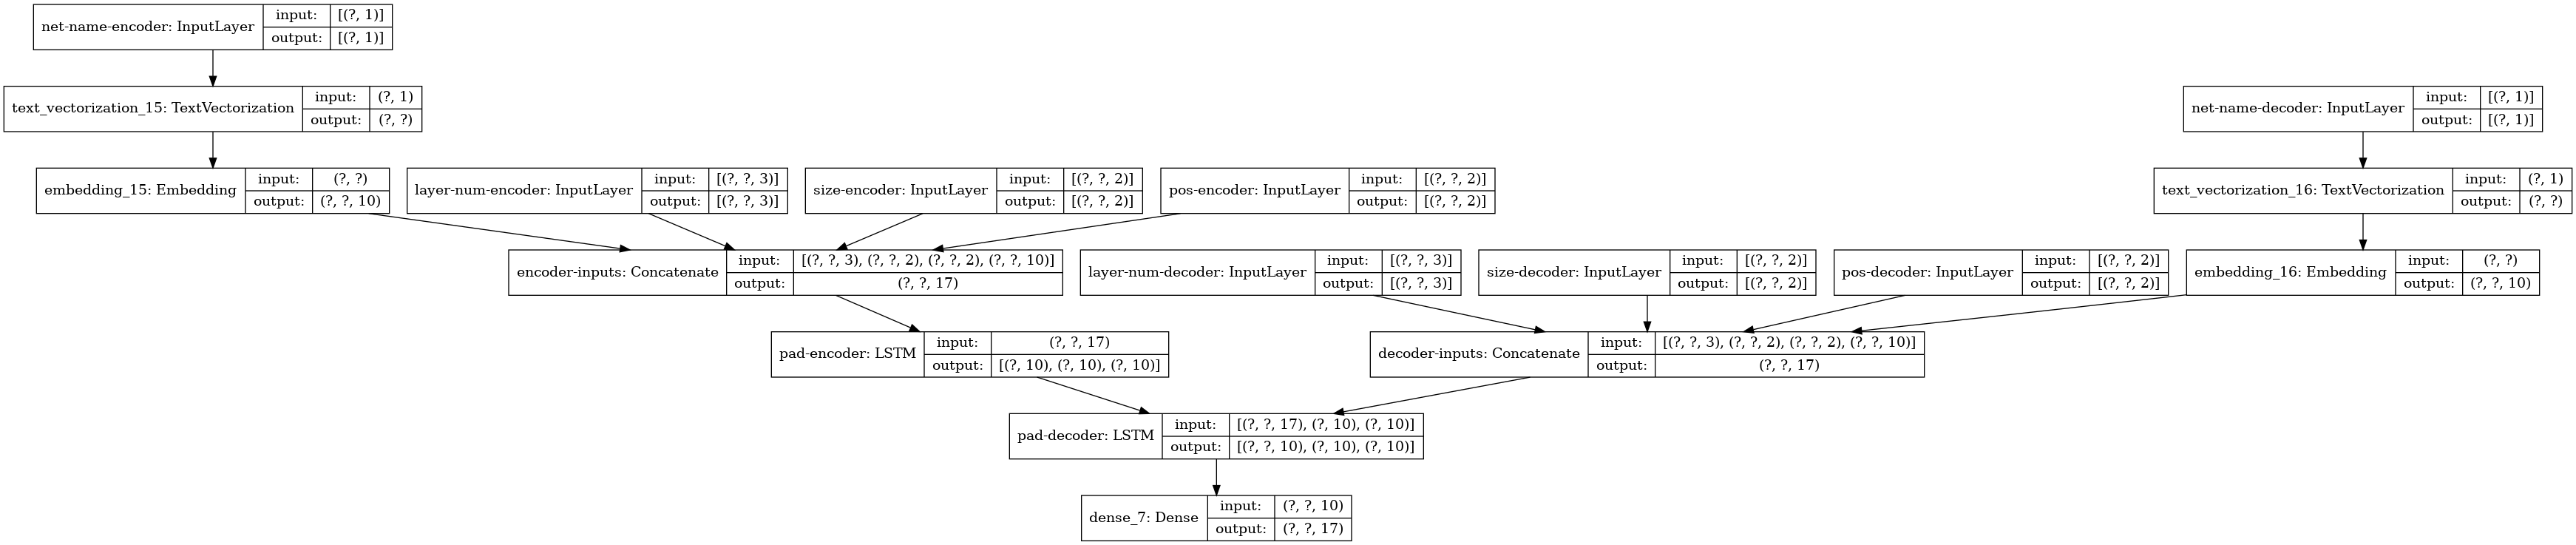 net-name-encoder: InputLayer
input: [(?, 1)]
output: [(?, 1)]
text_vectorization_15: TextVectorization
input: (?, 1)
output: (?, ?)
net-name-decoder: InputLayer
input: [(?, 1)]
output: [(?, 1)]
embedding_15: Embedding
input: (?, ?)
output: (?, ?, 10)
layer-num-encoder: InputLayer
input: [(?, ?, 3)]
output: [(?, ?, 3)]
size-encoder: InputLayer
input: [(?, ?, 2)]
output: [(?, ?, 2)]
pos-encoder: InputLayer
input: [(?, ?, 2)]
output: [(?, ?, 2)]
text_vectorization_16: TextVectorization
input: (?, 1)
output: (?, ?)
encoder-inputs: Concatenate
input: [(?, ?, 3), (?, ?, 2), (?, ?, 2), (?, ?, 10)]
output: (?, ?, 17)
layer-num-decoder: InputLayer
input: [(?, ?, 3)]
output: [(?, ?, 3)]
size-decoder: InputLayer
input: [(?, ?, 2)]
output: [(?, ?, 2)]
pos-decoder: InputLayer
input: [(?, ?, 2)]
output: [(?, ?, 2)]
embedding_16: Embedding
input: (?, ?)
output: (?, ?, 10)
pad-encoder: LSTM
input: (?, ?, 17)
output: [(?, 10), (?, 10), (?, 10)]
decoder-inputs: Concatenate
input: [(?, ?, 3), (?, ?, 2), (?, ?, 2), (?, ?, 10)]
output: (?, ?, 17)
pad-decoder: LSTM
input: [(?, ?, 17), (?, 10), (?, 10)]
output: [(?, ?, 10), (?, 10), (?, 10)]
dense_7: Dense
input: (?, ?, 10)
output: (?, ?, 17)